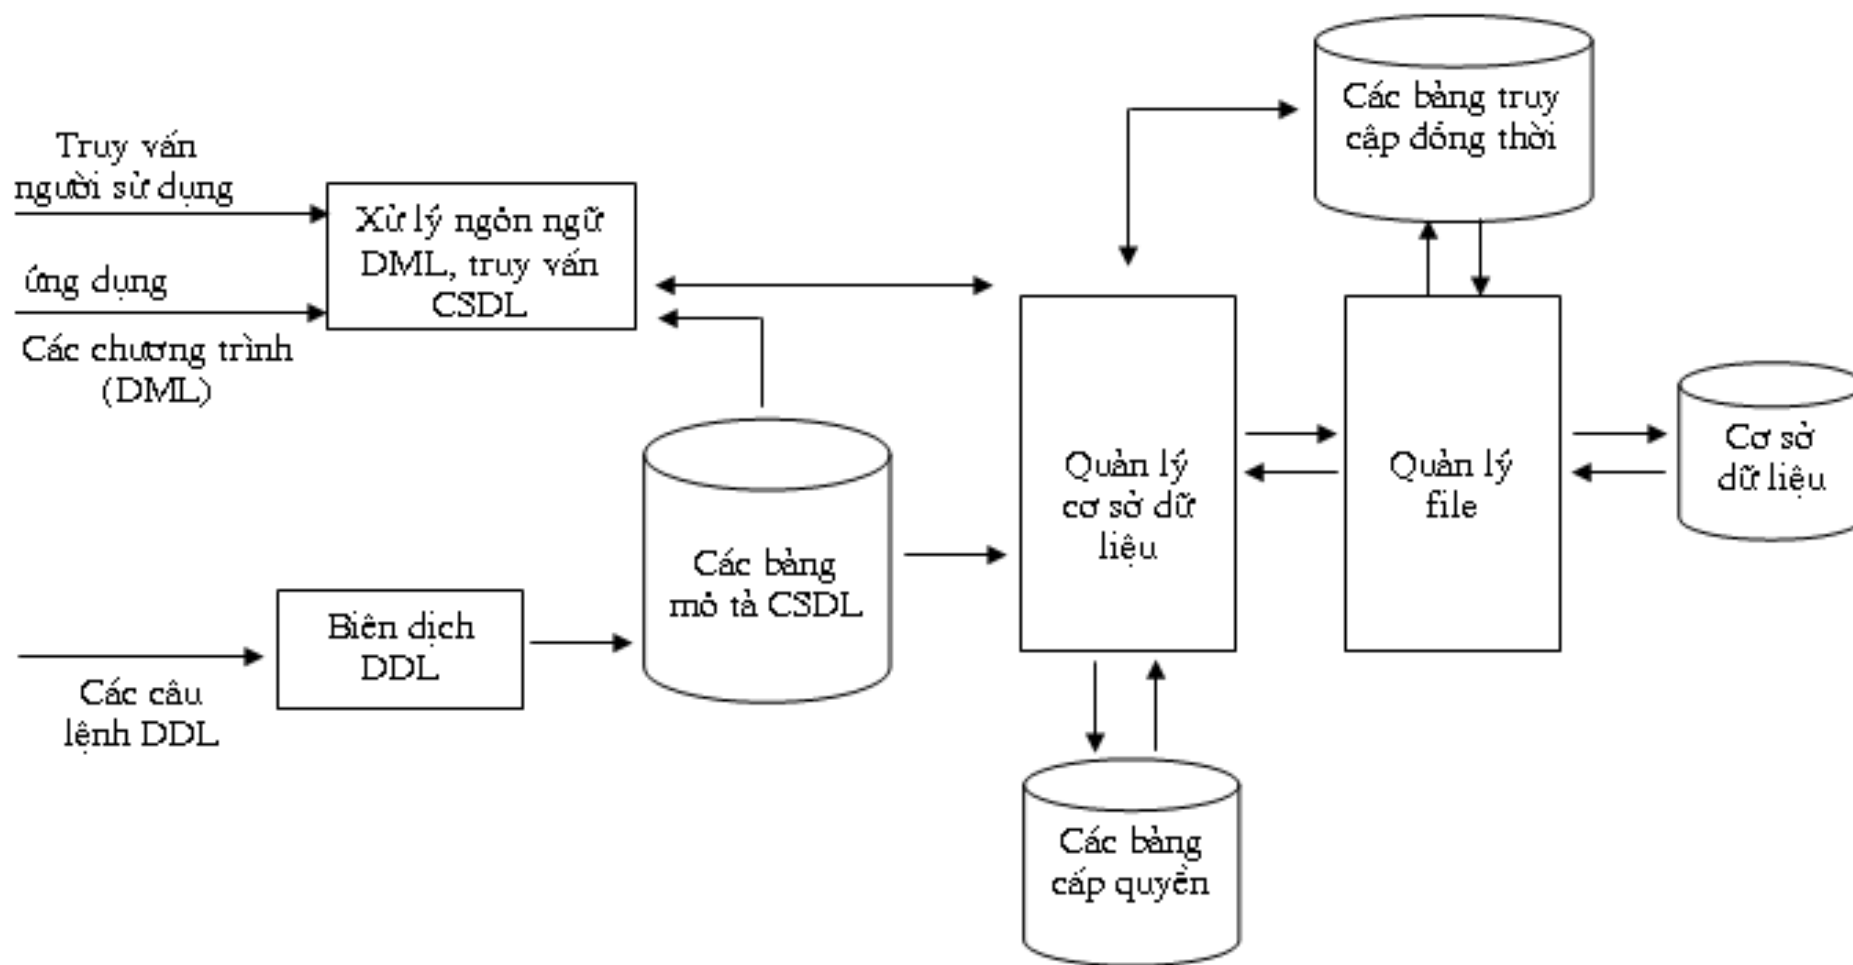 Các bảng truy
cập đồng thời
Truy vấn
người sử dụng
Xử lý ngôn ngữ
DML, truy vấn
CSDL
ứng dụng
Các chương trình
(DML)
Cơ sở
dữ liệu
Quản lý
cơ sở dữ
liệu
Quản lý
file
Các bảng
mô tả CSDL
Biên dịch
DDL
Các câu
lệnh DDL
Các bảng
cấp quyền